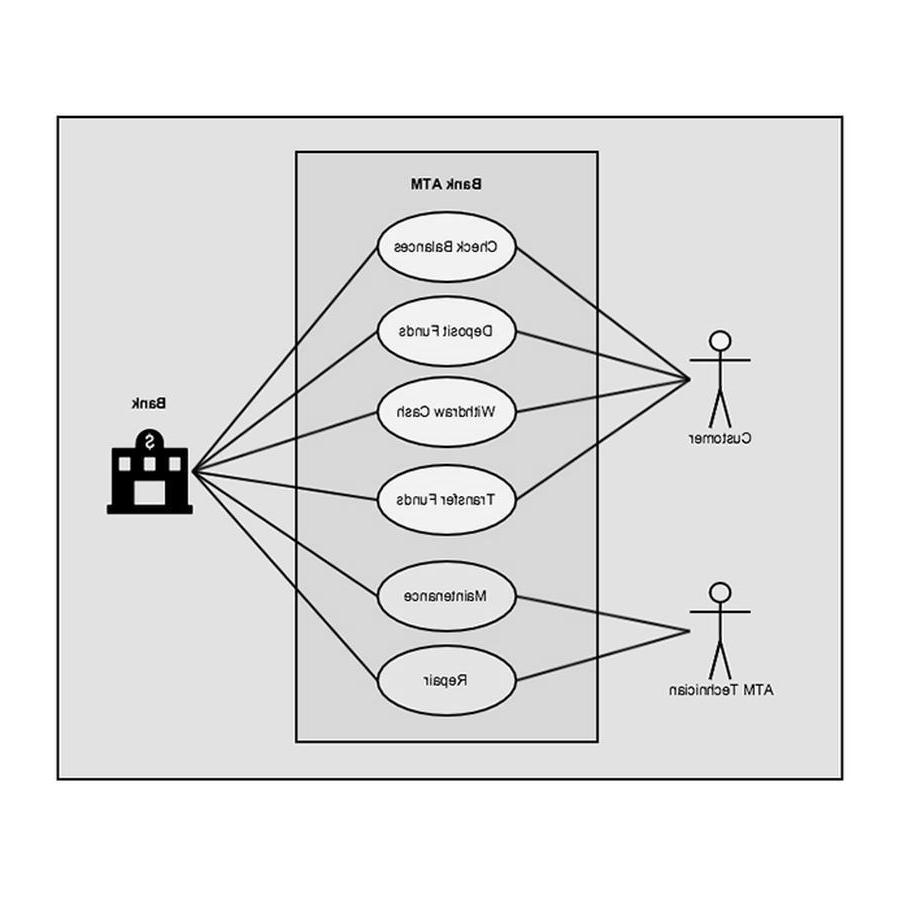 Bank ATM
Check Balances
Deposit Funds
Bank
Withdraw Cash
$
Customer
Transfer Funds
Maintenance
Repair
ATM Technician